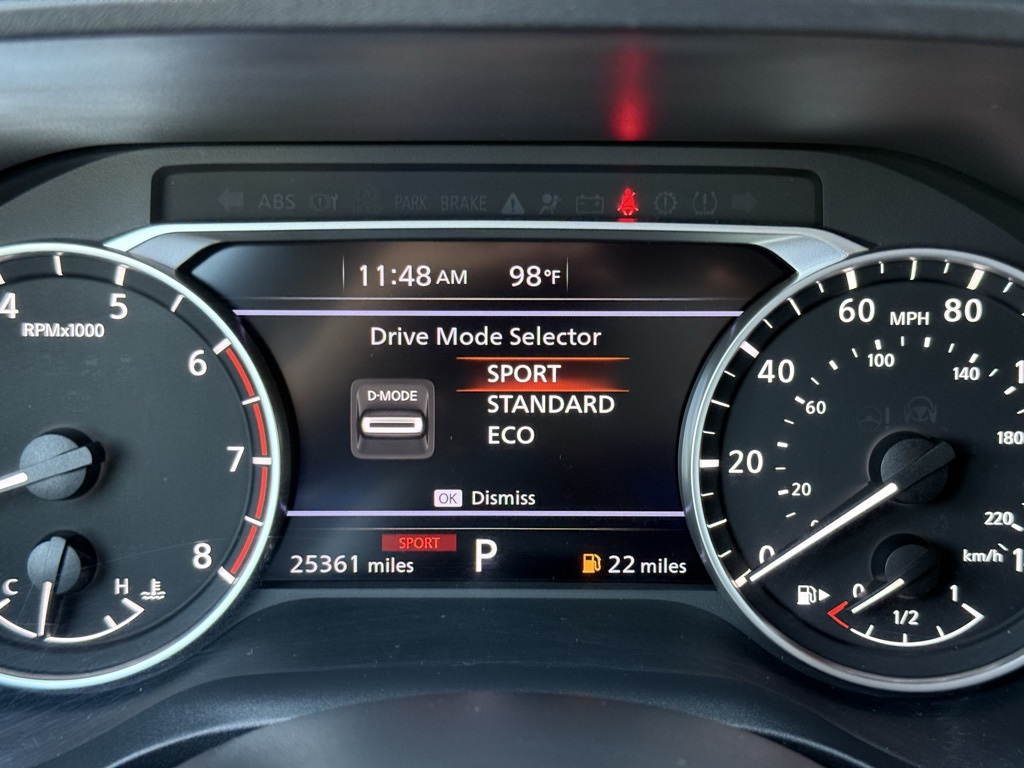 ABS PARK BRAKE
11:48 AM 98°F
Drive Mode Selector
D-MODE
SPORT
STANDARD
ECO
OK Dismiss
SPORT
25361 miles P 22 miles
4 5 6 7 8
RPMx1000
C H
0 20 40 60 80
MPH
20 60 100 140 180 220
km/h
0 1/2 1